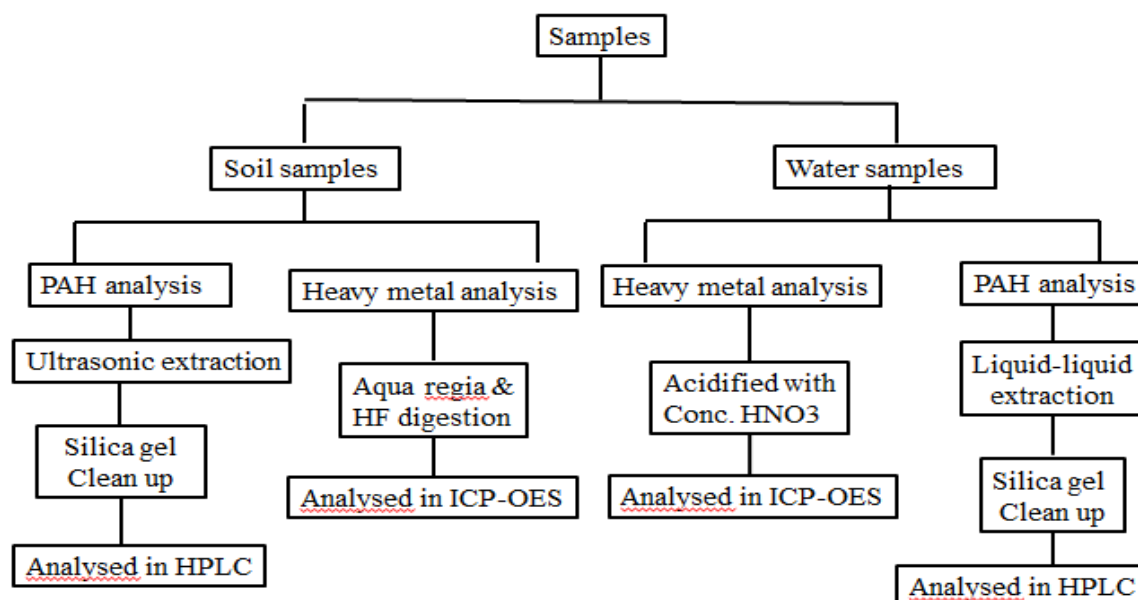 Samples
Soil samples
Water samples
PAH analysis
Heavy metal analysis
Heavy metal analysis
PAH analysis
Ultrasonic extraction
Aqua regia &
HF digestion
Acidified with
Conc. HNO3
Liquid-liquid
extraction
Silica gel
Clean up
Analysed in ICP-OES
Analysed in ICP-OES
Silica gel
Clean up
Analysed in HPLC
Analysed in HPLC